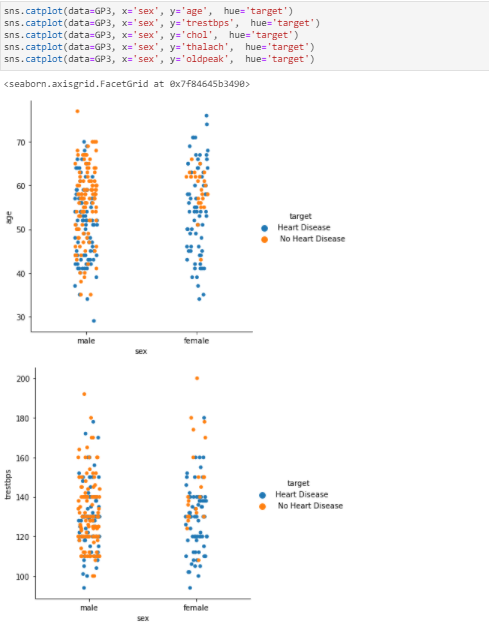 sns.catplot(data=GP3, x='sex', y='age', hue='target')
sns.catplot(data=GP3, x='sex', y='trestbps', hue='target')
sns.catplot(data=GP3, x='sex', y='chol', hue='target')
sns.catplot(data=GP3, x='sex', y='thalach', hue='target')
sns.catplot(data=GP3, x='sex', y='oldpeak', hue='target')
<seaborn.axisgrid.FacetGrid at 0x7f84645b3490>
70
60
50
40
30
age
male
female
sex
target
Heart Disease
No Heart Disease
200
180
160
140
120
100
trestbps
male
female
sex
target
Heart Disease
No Heart Disease